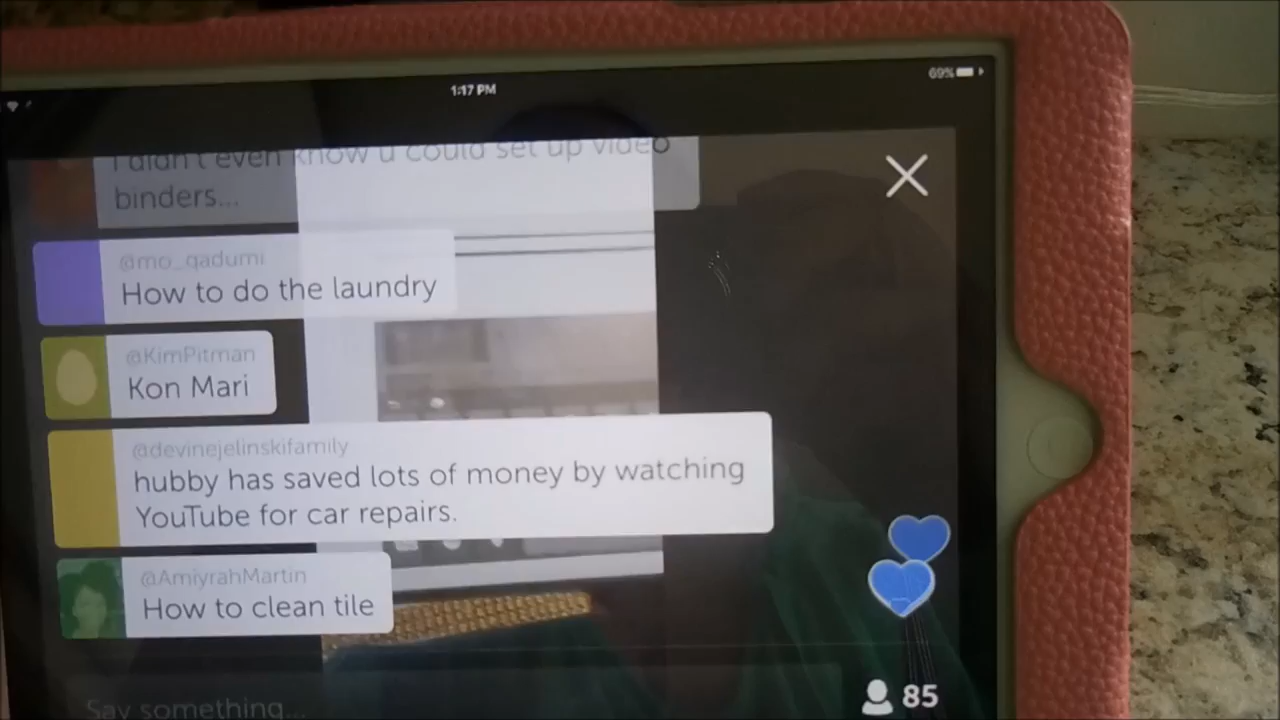 1:17 PM
69%
I didn't even know u could set up video
binders...
@mo_qadumi
How to do the laundry
@KimPitman
Kon Mari
@devinejelinskifamily
hubby has saved lots of money by watching
YouTube for car repairs.
@AmiyrahMartin
How to clean tile
Say something...
85